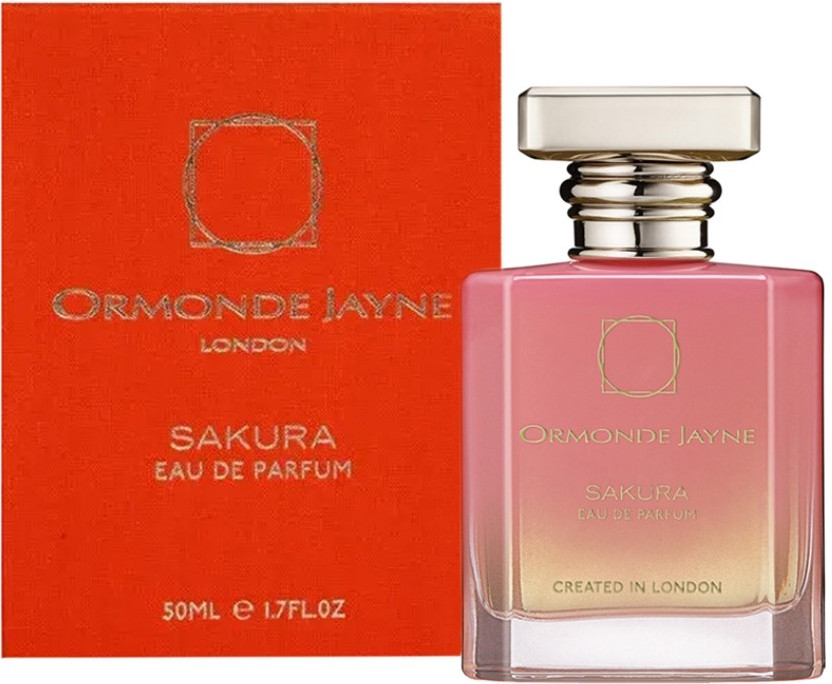 ORMONDE JAYNE
LONDON
SAKURA
EAU DE PARFUM
50ML e 1.7FL.OZ
ORMONDE JAYNE
SAKURA
EAU DE PARFUM
CREATED IN LONDON